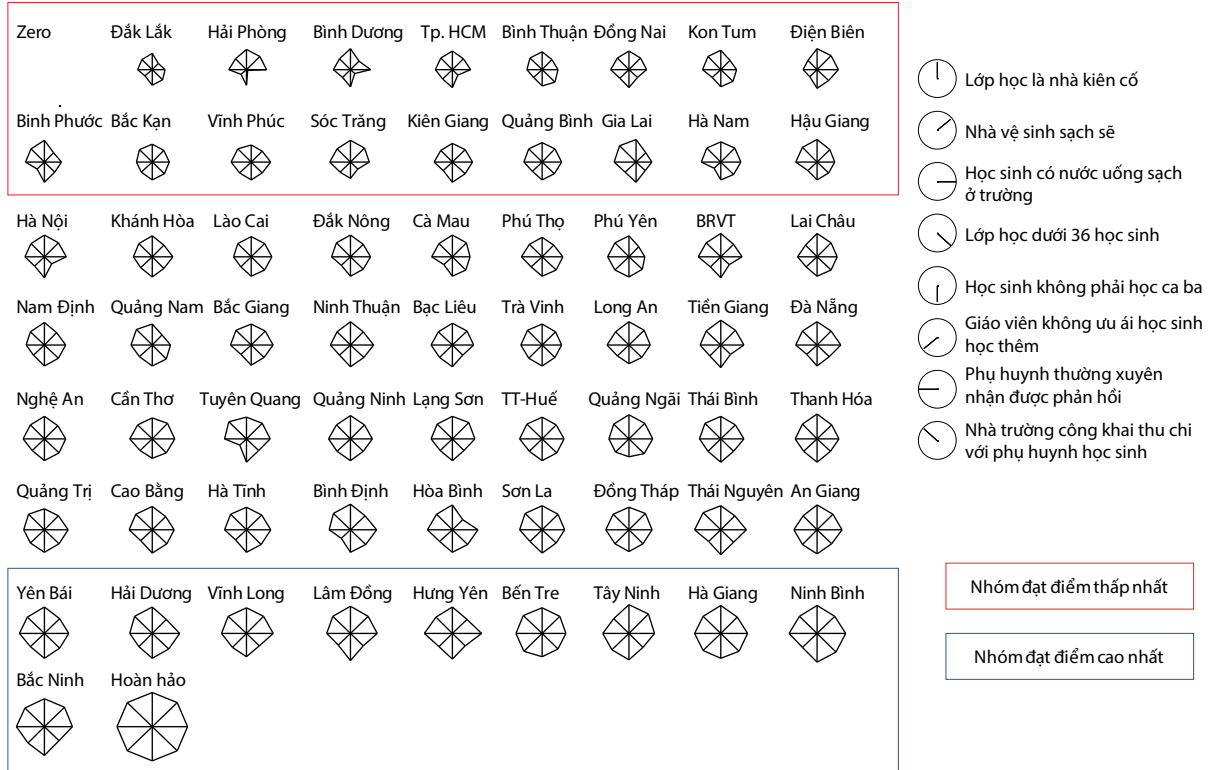 Zero Đắk Lắk Hải Phòng Bình Dương Tp. HCM Bình Thuận Đồng Nai Kon Tum Điện Biên
Bình Phước Bắc Kạn Vĩnh Phúc Sóc Trăng Kiên Giang Quảng Bình Gia Lai Hà Nam Hậu Giang
Hà Nội Khánh Hòa Lào Cai Đắk Nông Cà Mau Phú Thọ Phú Yên BRVT Lai Châu
Nam Định Quảng Nam Bắc Giang Ninh Thuận Bạc Liêu Trà Vinh Long An Tiền Giang Đà Nẵng
Nghệ An Cần Thơ Tuyên Quang Quảng Ninh Lạng Sơn TT-Huế Quảng Ngãi Thái Bình Thanh Hóa
Quảng Trị Cao Bằng Hà Tĩnh Bình Định Hòa Bình Sơn La Đồng Tháp Thái Nguyên An Giang
Yên Bái Hải Dương Vĩnh Long Lâm Đồng Hưng Yên Bến Tre Tây Ninh Hà Giang Ninh Bình
Bắc Ninh Hoàn hảo
Lớp học là nhà kiên cố
Nhà vệ sinh sạch sẽ
Học sinh có nước uống sạch
ở trường
Lớp học dưới 36 học sinh
Học sinh không phải học ca ba
Giáo viên không ưu ái học sinh
học thêm
Phụ huynh thường xuyên
nhận được phản hồi
Nhà trường công khai thu chi
với phụ huynh học sinh
Nhóm đạt điểm thấp nhất
Nhóm đạt điểm cao nhất